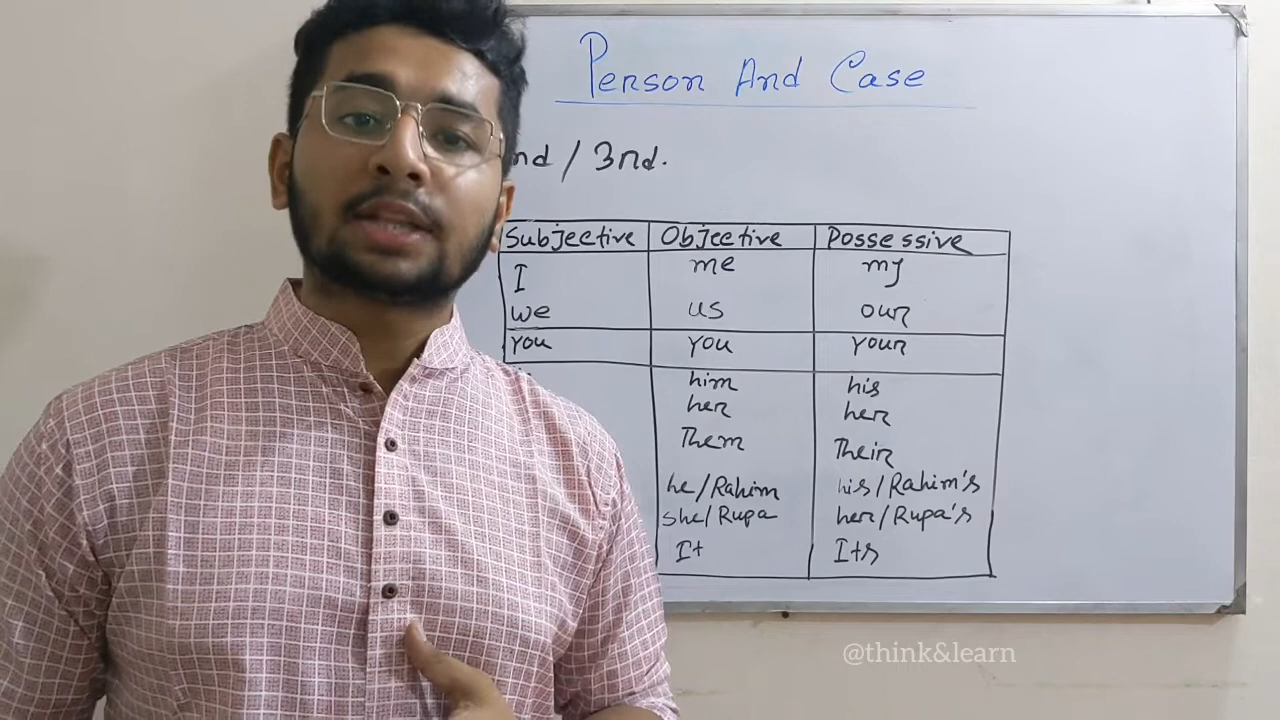 Person And Case
nd / 3nd.
Subjective Objective Possessive
I me my
we us our
You You Your
him his
her her
Them Their
he/Rahim his/Rahim's
she/Rupa her/Rupa's
It Its
@think&learn